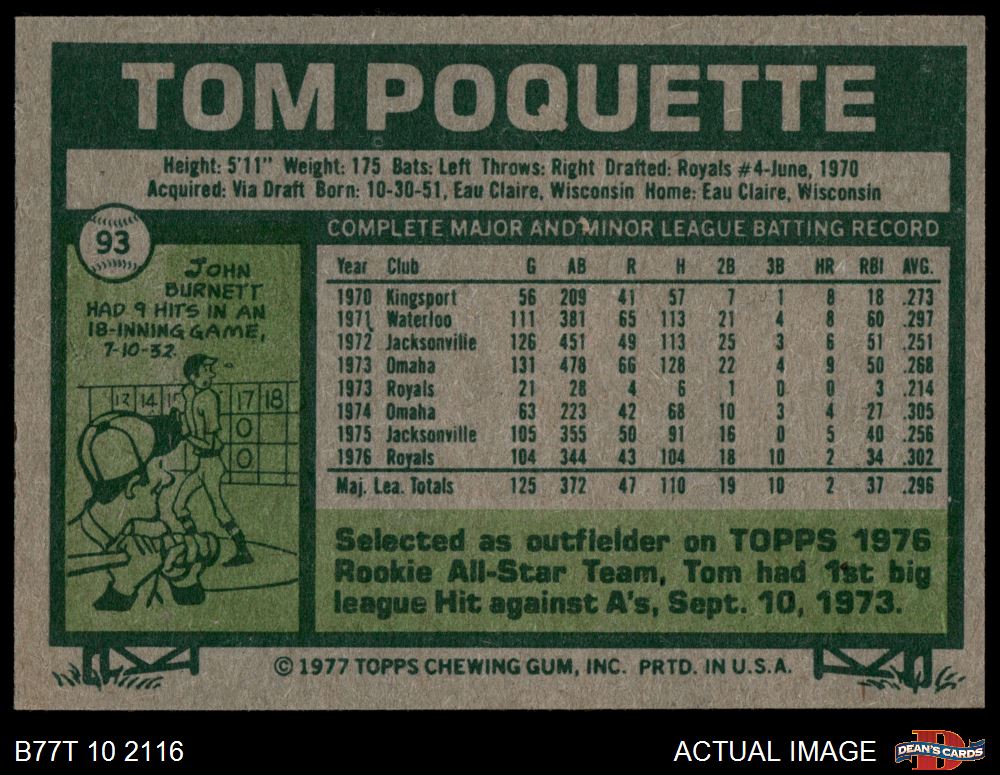 TOM POQUETTE
Height: 5'11" Weight: 175 Bats: Left Throws: Right Drafted: Royals #4-June, 1970
Acquired: Via Draft Born: 10-30-51, Eau Claire, Wisconsin Home: Eau Claire, Wisconsin
93
JOHN
BURNETT
HAD 9 HITS IN AN
18-INNING GAME,
7-10-32.
13 14 15 17 18
0
0
COMPLETE MAJOR AND MINOR LEAGUE BATTING RECORD
Year Club G AB R H 2B 3B HR RBI AVG.
1970 Kingsport 56 209 41 57 7 1 8 18 .273
1971 Waterloo 111 381 65 113 21 4 8 60 .297
1972 Jacksonville 126 451 49 113 25 3 6 51 .251
1973 Omaha 131 478 66 128 22 4 9 50 .268
1973 Royals 21 28 4 6 1 0 0 3 .214
1974 Omaha 63 223 42 68 10 3 4 27 .305
1975 Jacksonville 105 355 50 91 16 0 5 40 .256
1976 Royals 104 344 43 104 18 10 2 34 .302
Maj. Lea. Totals 125 372 47 110 19 10 2 37 .296
Selected as outfielder on TOPPS 1976
Rookie All-Star Team, Tom had 1st big
league Hit against A's, Sept. 10, 1973.
© 1977 TOPPS CHEWING GUM, INC. PRTD. IN U.S.A.
B77T 10 2116
ACTUAL IMAGE
DEAN'S CARDS